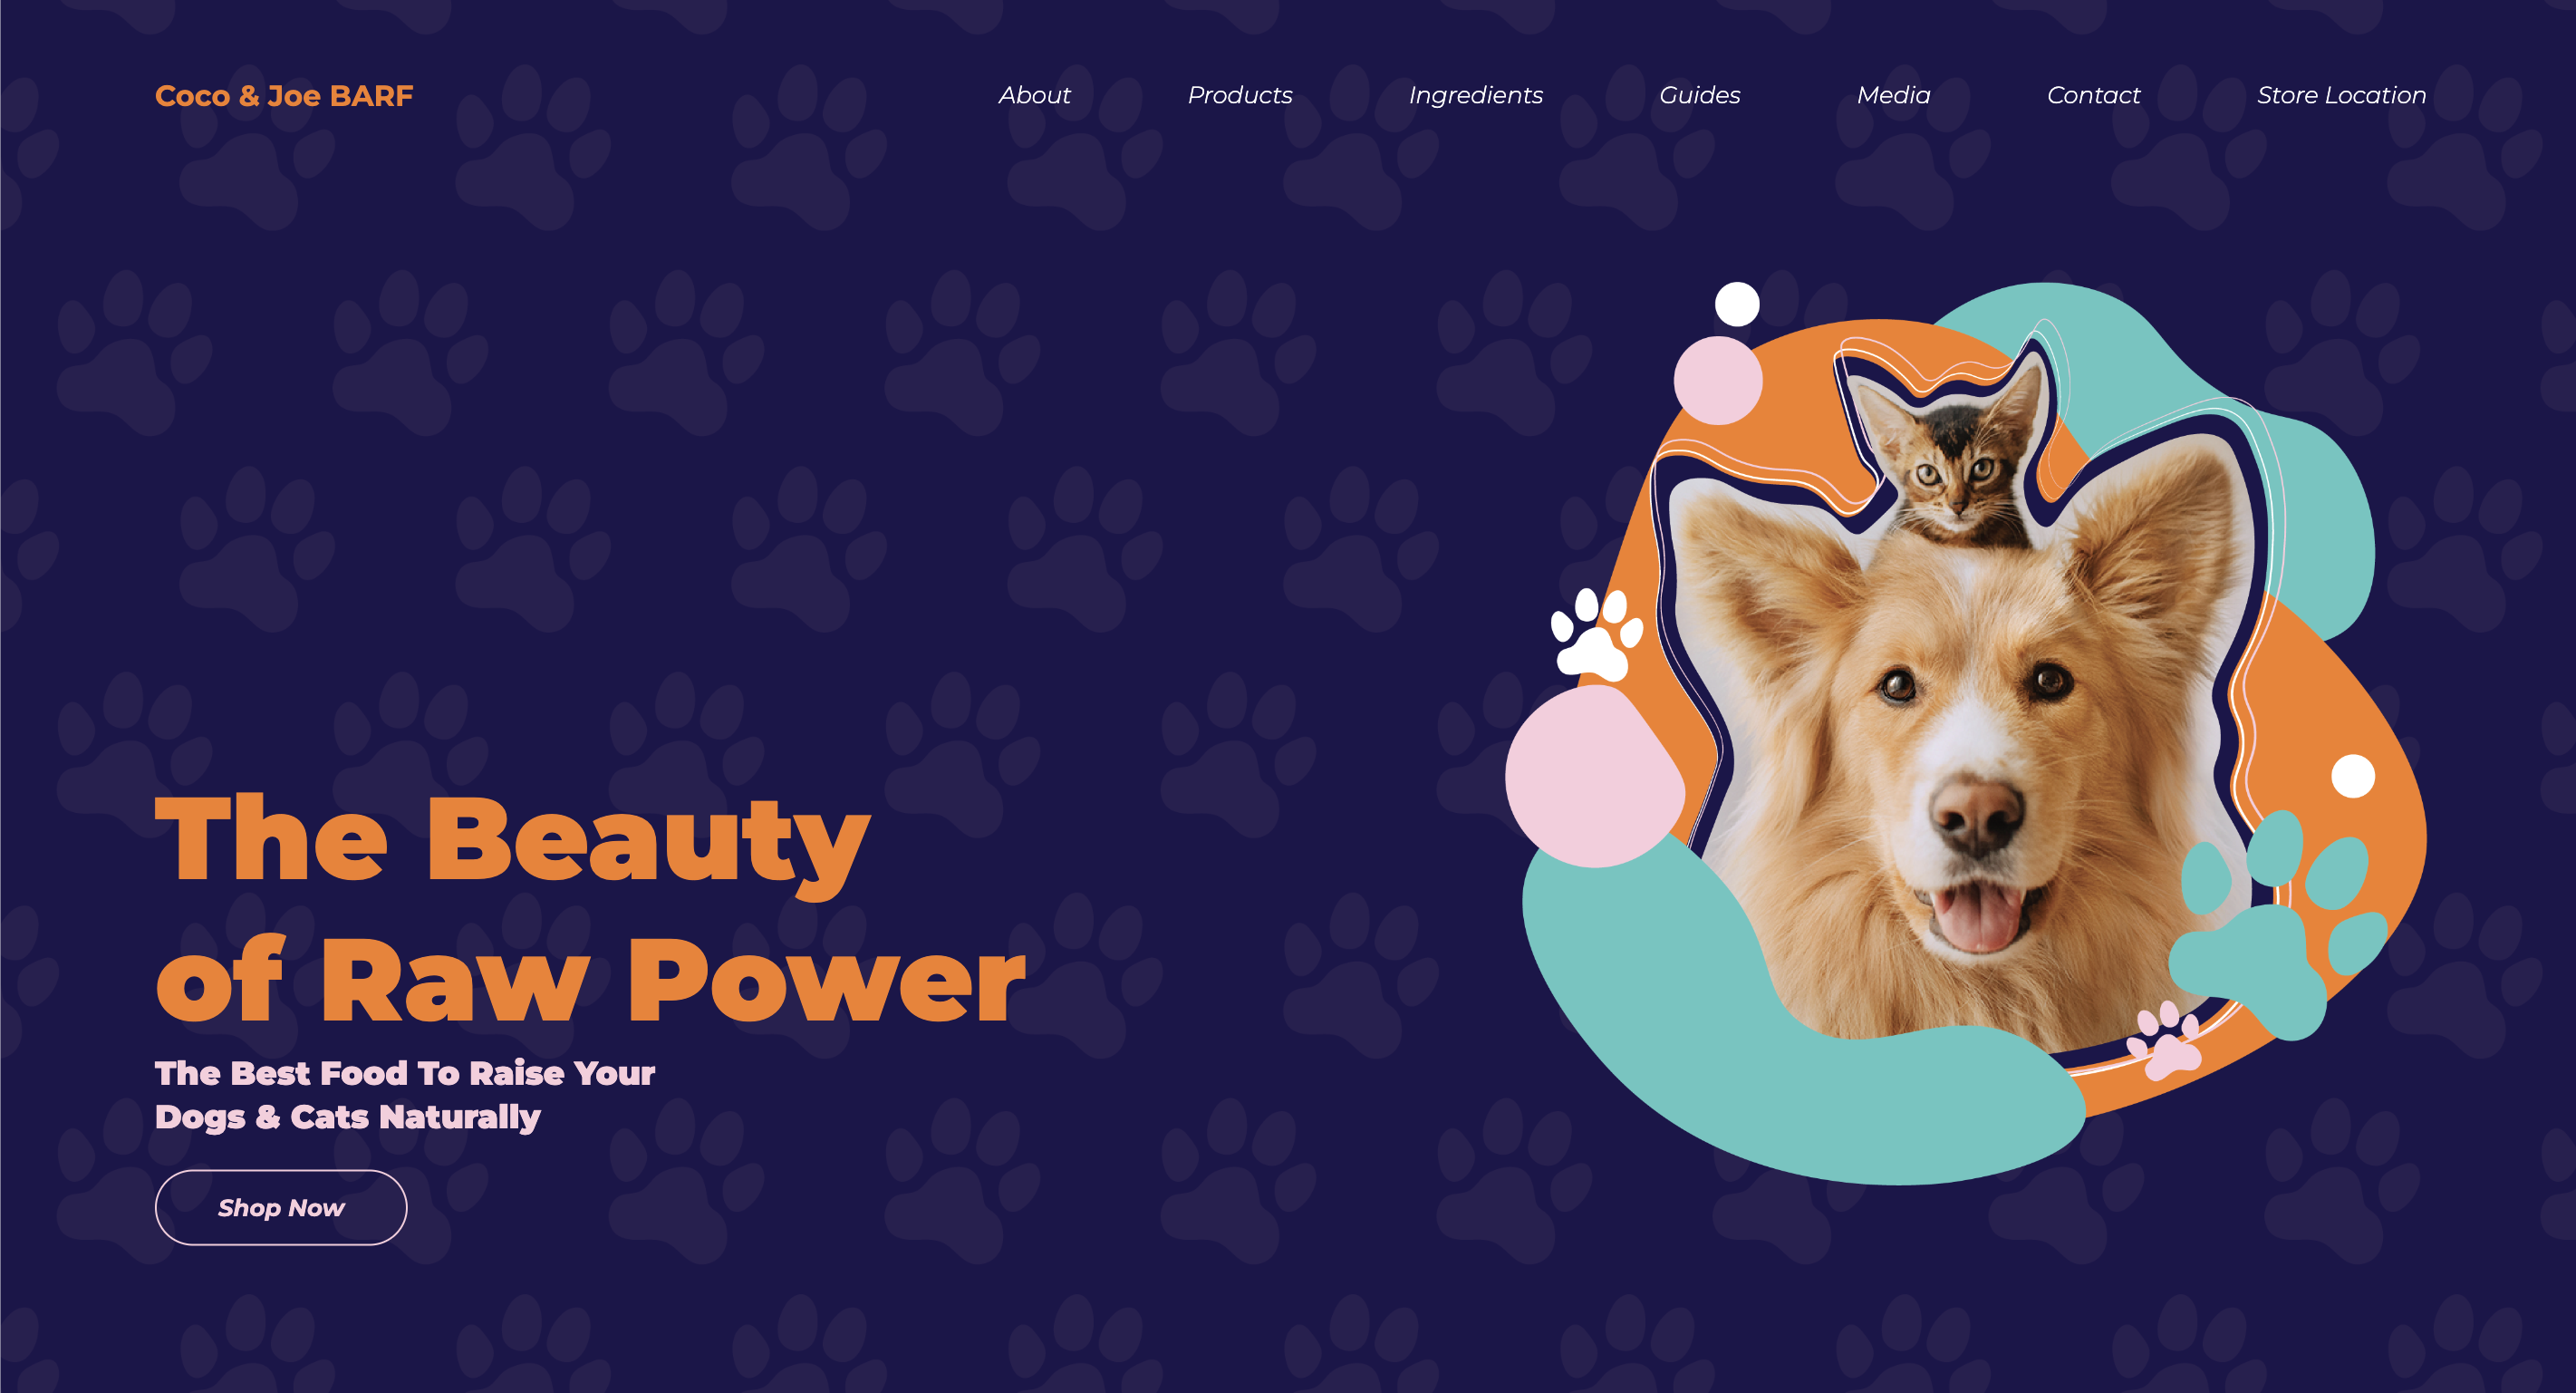 Coco & Joe BARF
About
Products
Ingredients
Guides
Media
Contact
Store Location
The Beauty
of Raw Power
The Best Food To Raise Your
Dogs & Cats Naturally
Shop Now